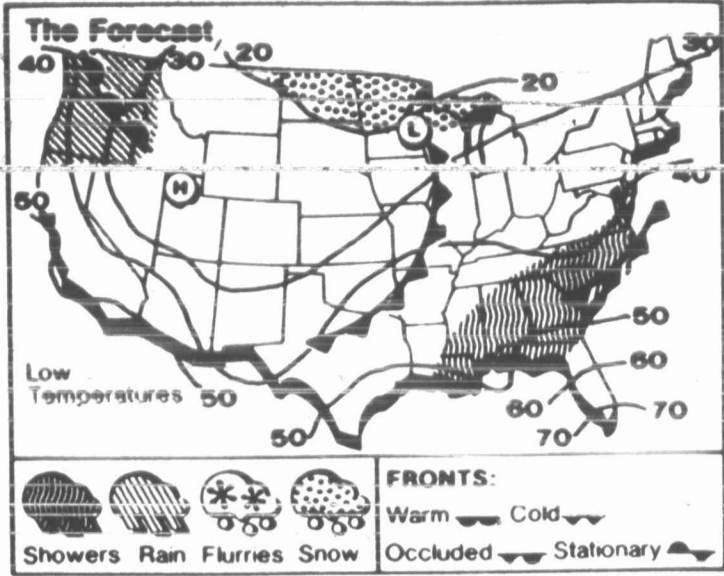 The Forecast
40
30
20
30
20
L
H
40
50
50
60
Low
Temperatures
50
60
70
70
50
FRONTS:
Warm Cold
Showers Rain Flurries Snow
Occluded Stationary